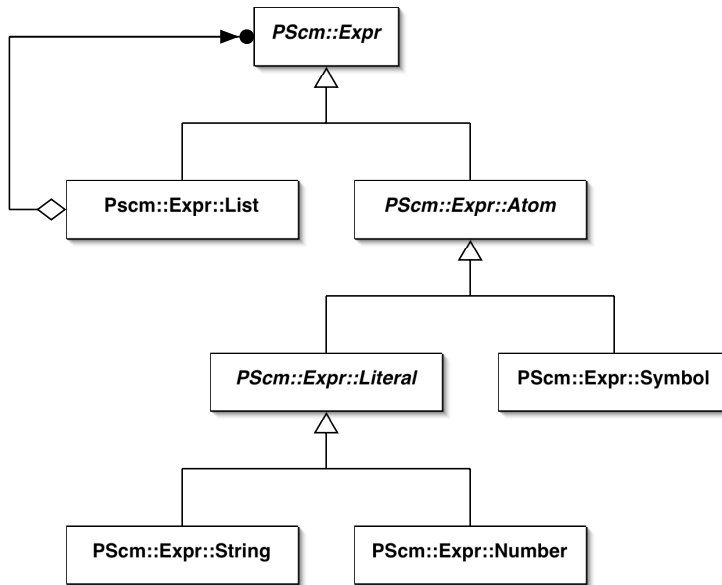 PScm::Expr
Pscm::Expr::List
PScm::Expr::Atom
PScm::Expr::Literal
PScm::Expr::Symbol
PScm::Expr::String
PScm::Expr::Number